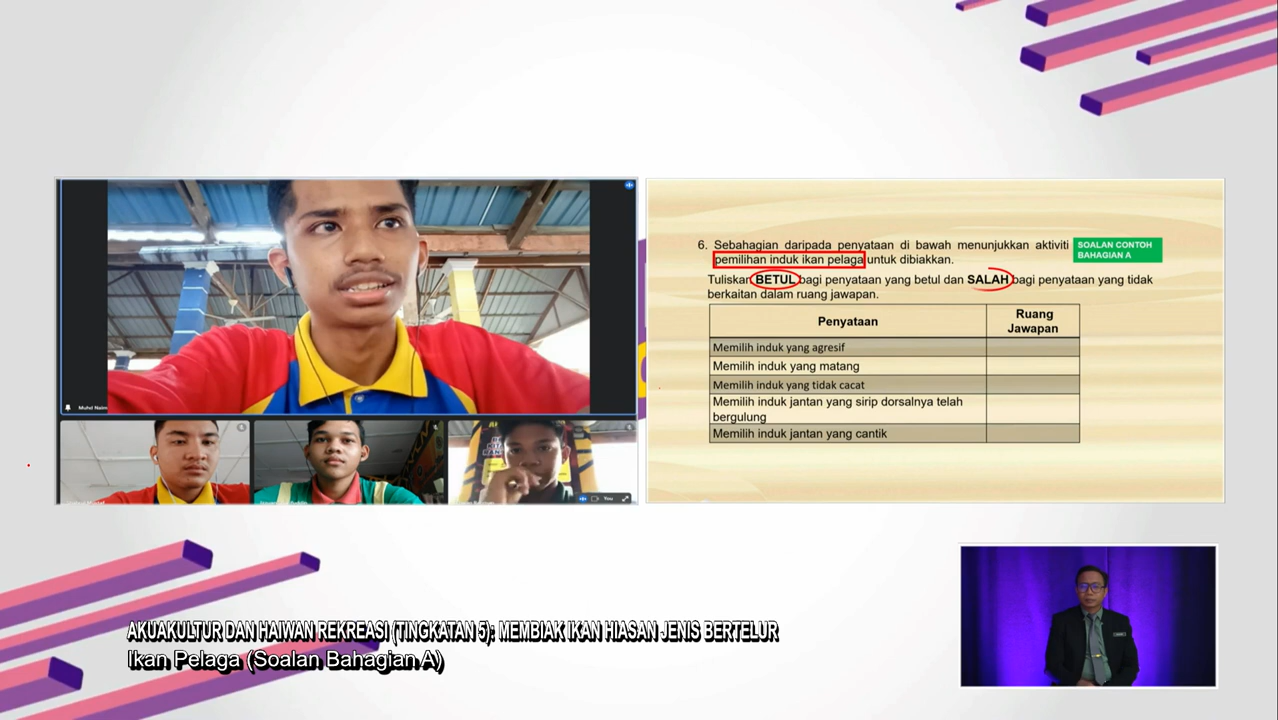 6. Sebahagian daripada penyataan di bawah menunjukkan aktiviti
pemilihan induk ikan pelaga untuk dibiakkan.
SOALAN CONTOH
BAHAGIAN A
Tuliskan BETUL bagi penyataan yang betul dan SALAH bagi penyataan yang tidak
berkaitan dalam ruang jawapan.
Penyataan
Ruang
Jawapan
Memilih induk yang agresif
Memilih induk yang matang
Memilih induk yang tidak cacat
Memilih induk jantan yang sirip dorsalnya telah
bergulung
Memilih induk jantan yang cantik
Muhd Naim
You
AKUAKULTUR DAN HAIWAN REKREASI (TINGKATAN 5): MEMBIAK IKAN HIASAN JENIS BERTELUR
Ikan Pelaga (Soalan Bahagian A)